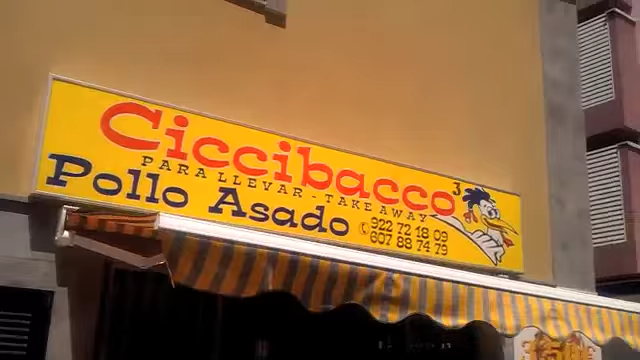 Ciccibacco 3
PARA LLEVAR - TAKE AWAY
Pollo Asado
922 72 18 09
607 88 74 79